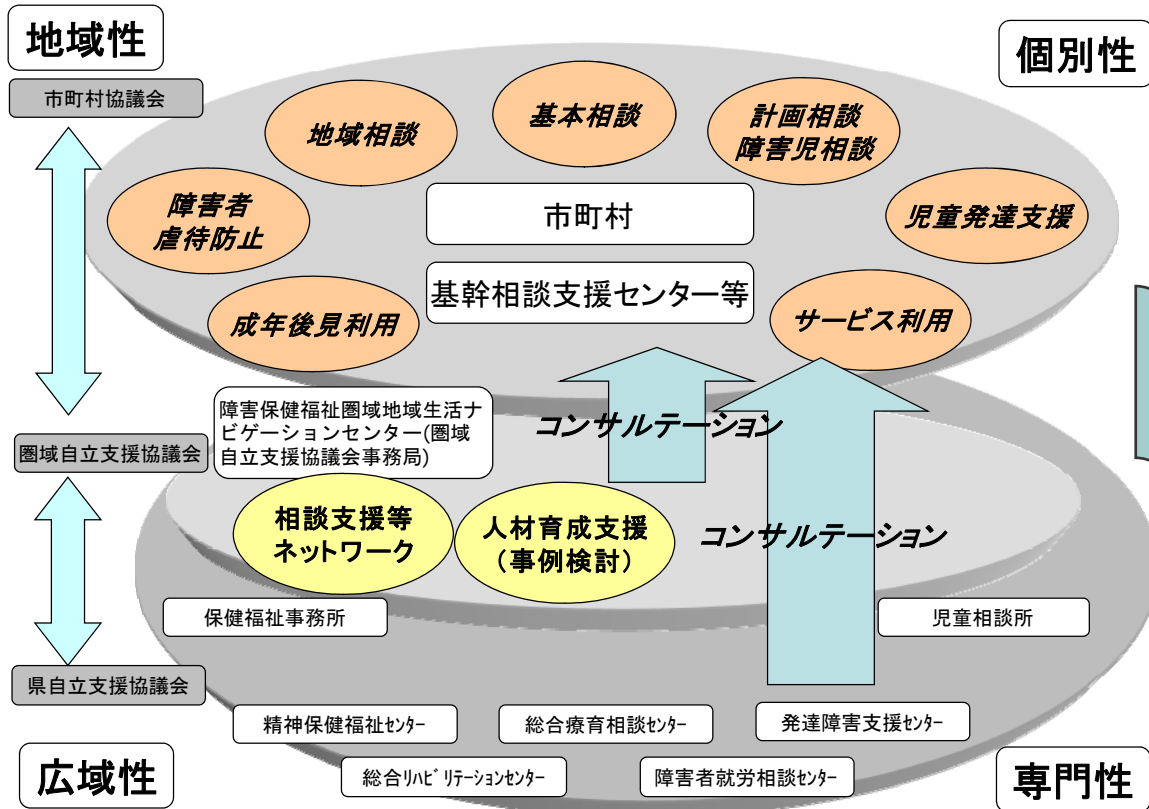 地域性
個別性
市町村協議会
地域相談
基本相談
計画相談
障害児相談
障害者
虐待防止
市町村
児童発達支援
基幹相談支援センター等
成年後見利用
サービス利用
障害保健福祉圏域地域生活ナ
ビゲーションセンター(圏域
自立支援協議会事務局)
コンサルテーション
圏域自立支援協議会
相談支援等
ネットワーク
人材育成支援
(事例検討)
コンサルテーション
保健福祉事務所
児童相談所
県自立支援協議会
精神保健福祉ｾﾝﾀｰ
総合療育相談ｾﾝﾀｰ
発達障害支援ｾﾝﾀｰ
広域性
総合ﾘﾊﾋﾞﾘﾃｰｼｮﾝｾﾝﾀｰ
障害者就労相談ｾﾝﾀｰ
専門性